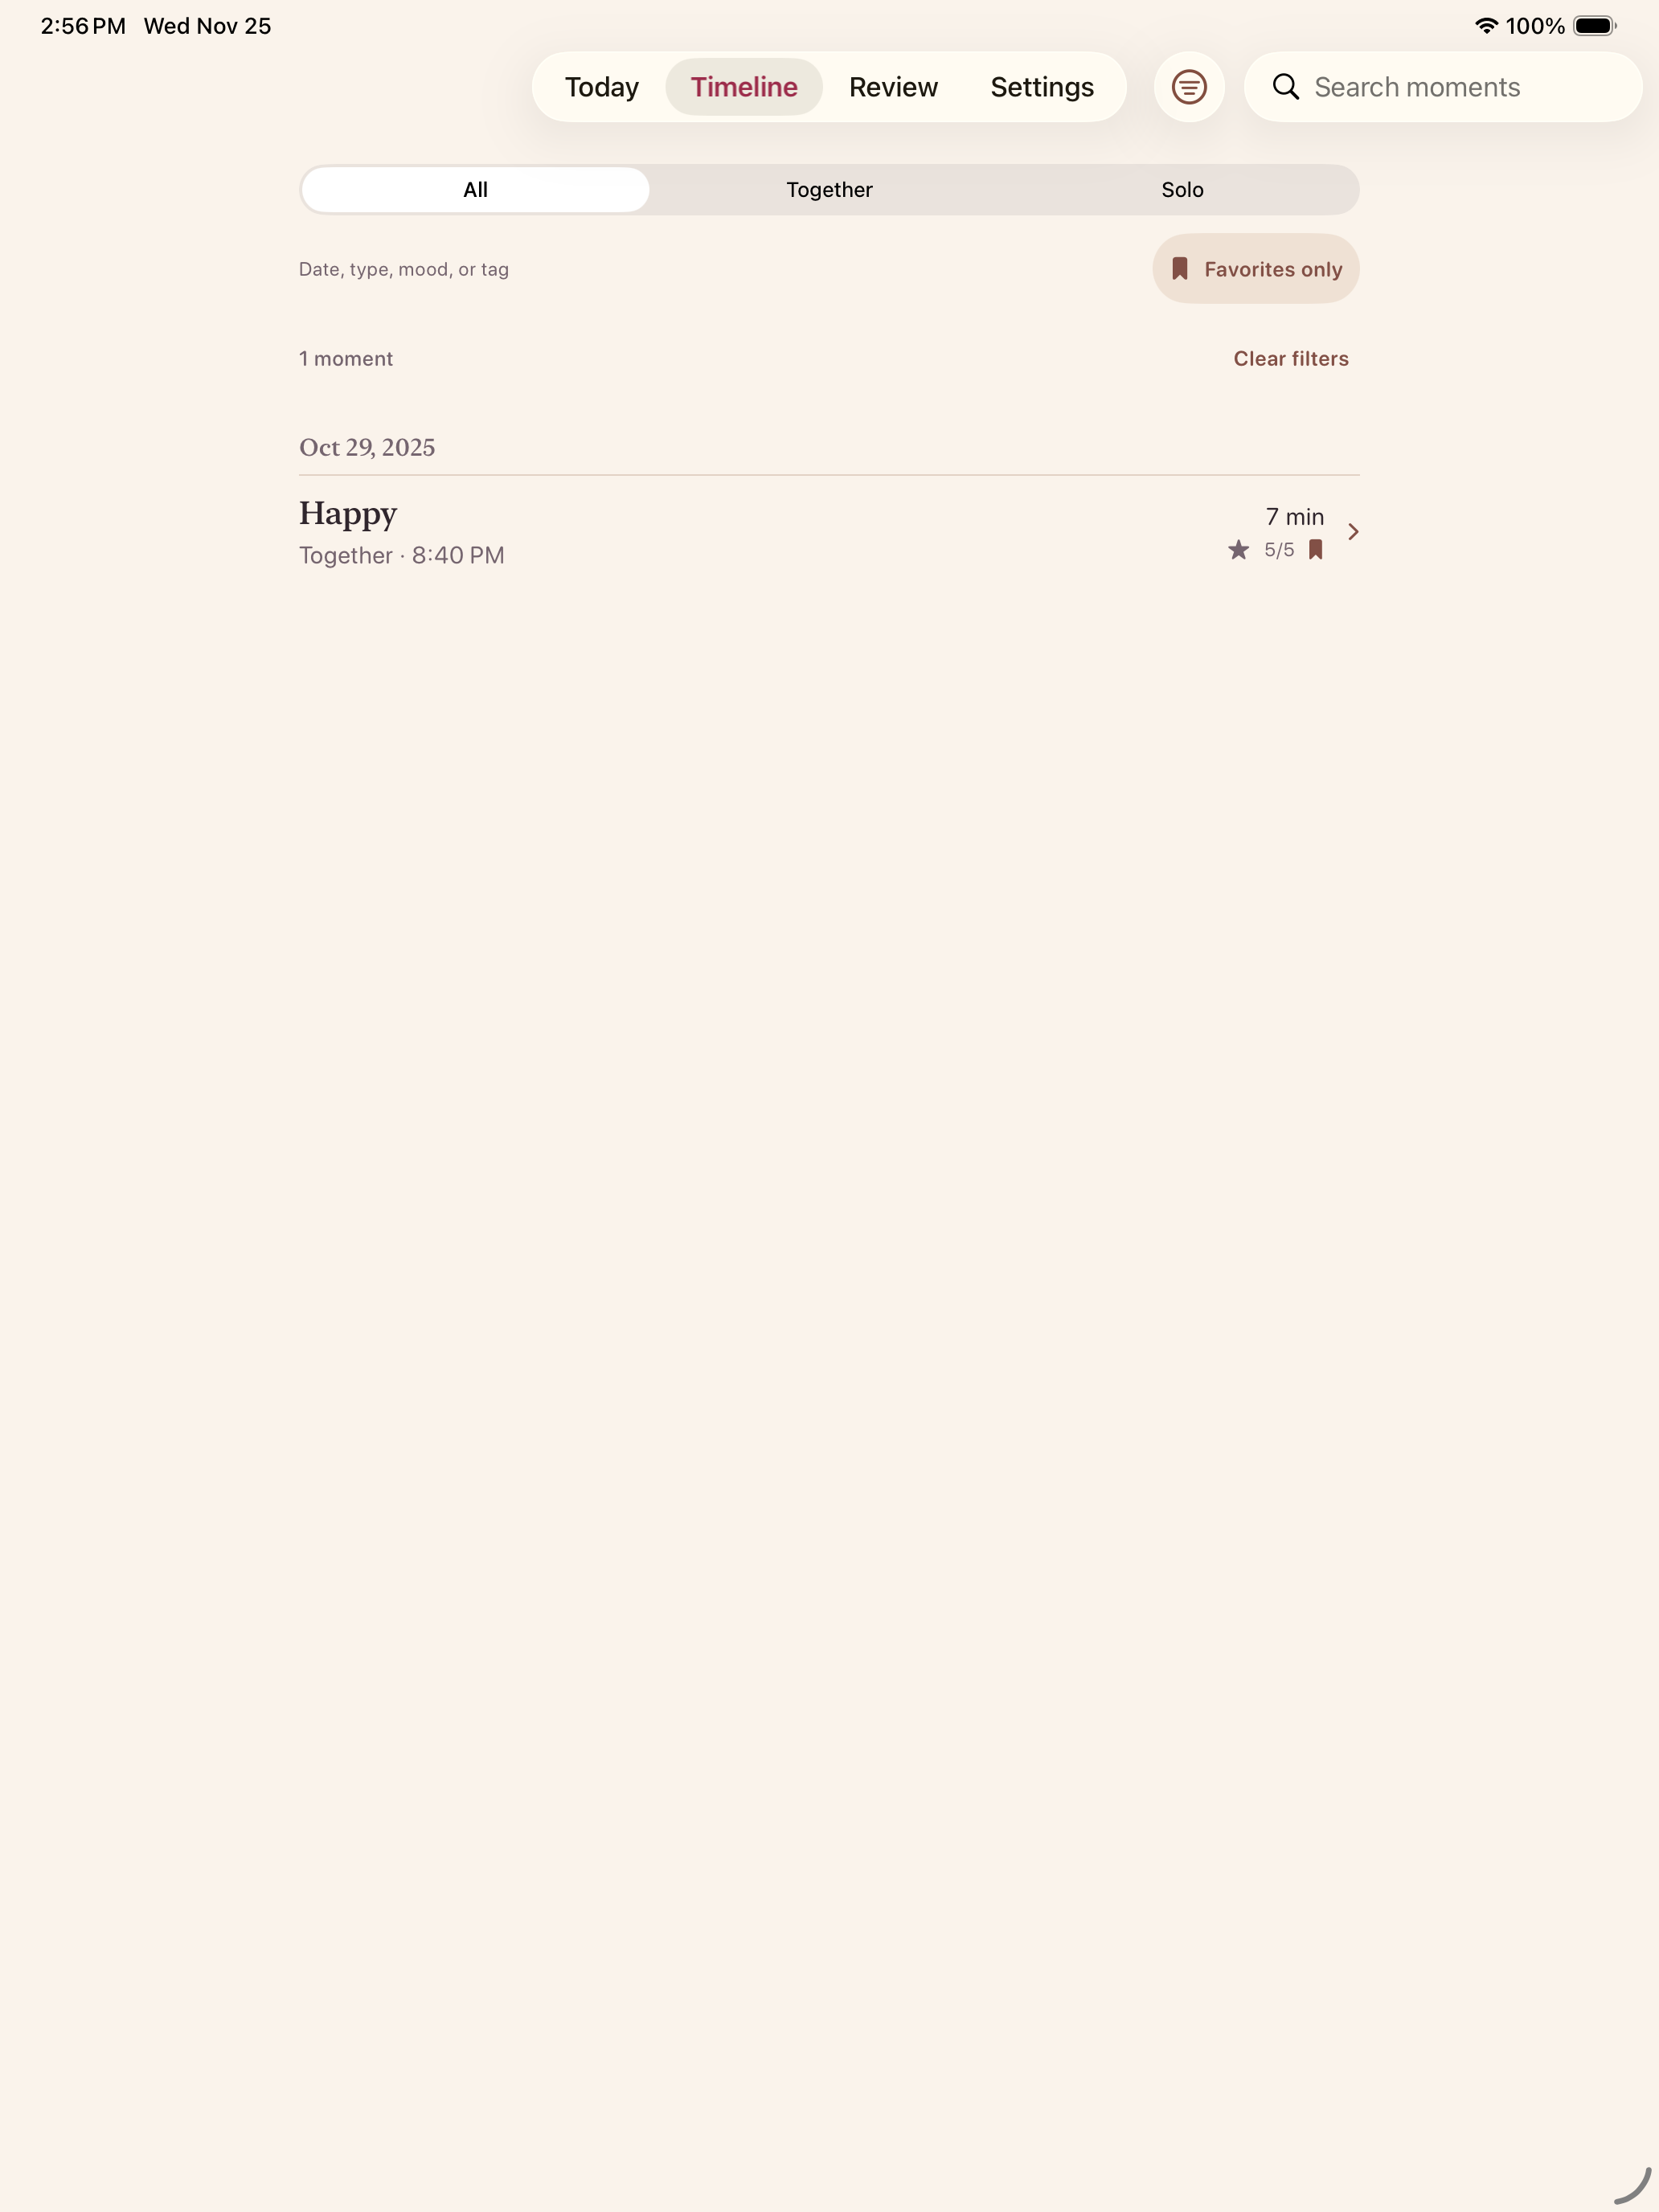 2:56 PM Wed Nov 25 100%
Today Timeline Review Settings Search moments
All Together Solo
Date, type, mood, or tag Favorites only
1 moment Clear filters
Oct 29, 2025
Happy 7 min
Together · 8:40 PM 5/5